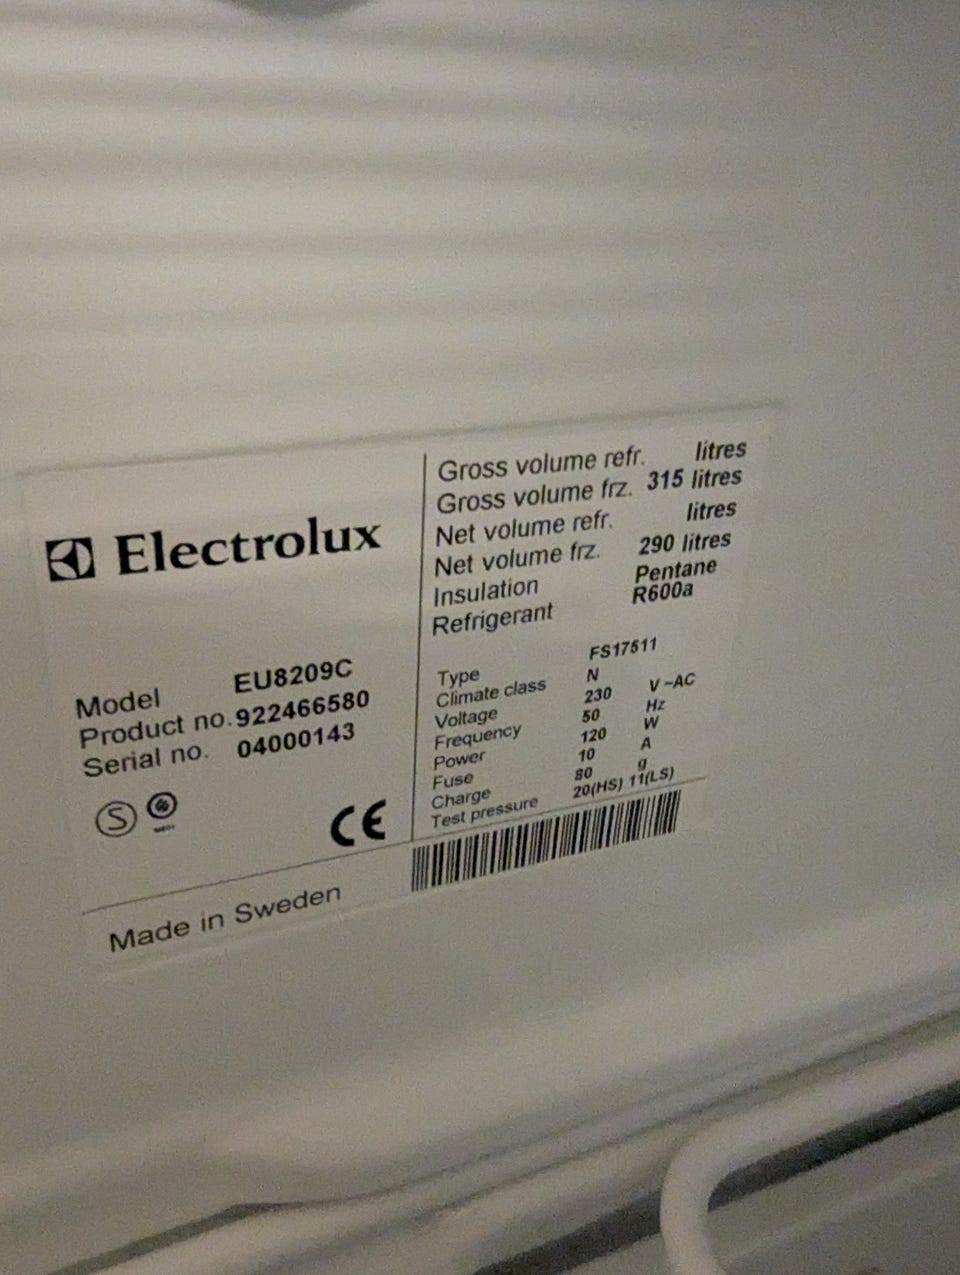 Electrolux
Model EU8209C
Product no. 922466580
Serial no. 04000143
S
CE
Made in Sweden
Gross volume refr. litres
Gross volume frz. 315 litres
Net volume refr. litres
Net volume frz. 290 litres
Insulation Pentane
Refrigerant R600a
Type FS17511
Climate class N
Voltage 230 V-AC
Frequency 50 Hz
Power 120 W
Fuse 10 A
Charge 80 g
Test pressure 20(HS) 11(LS)